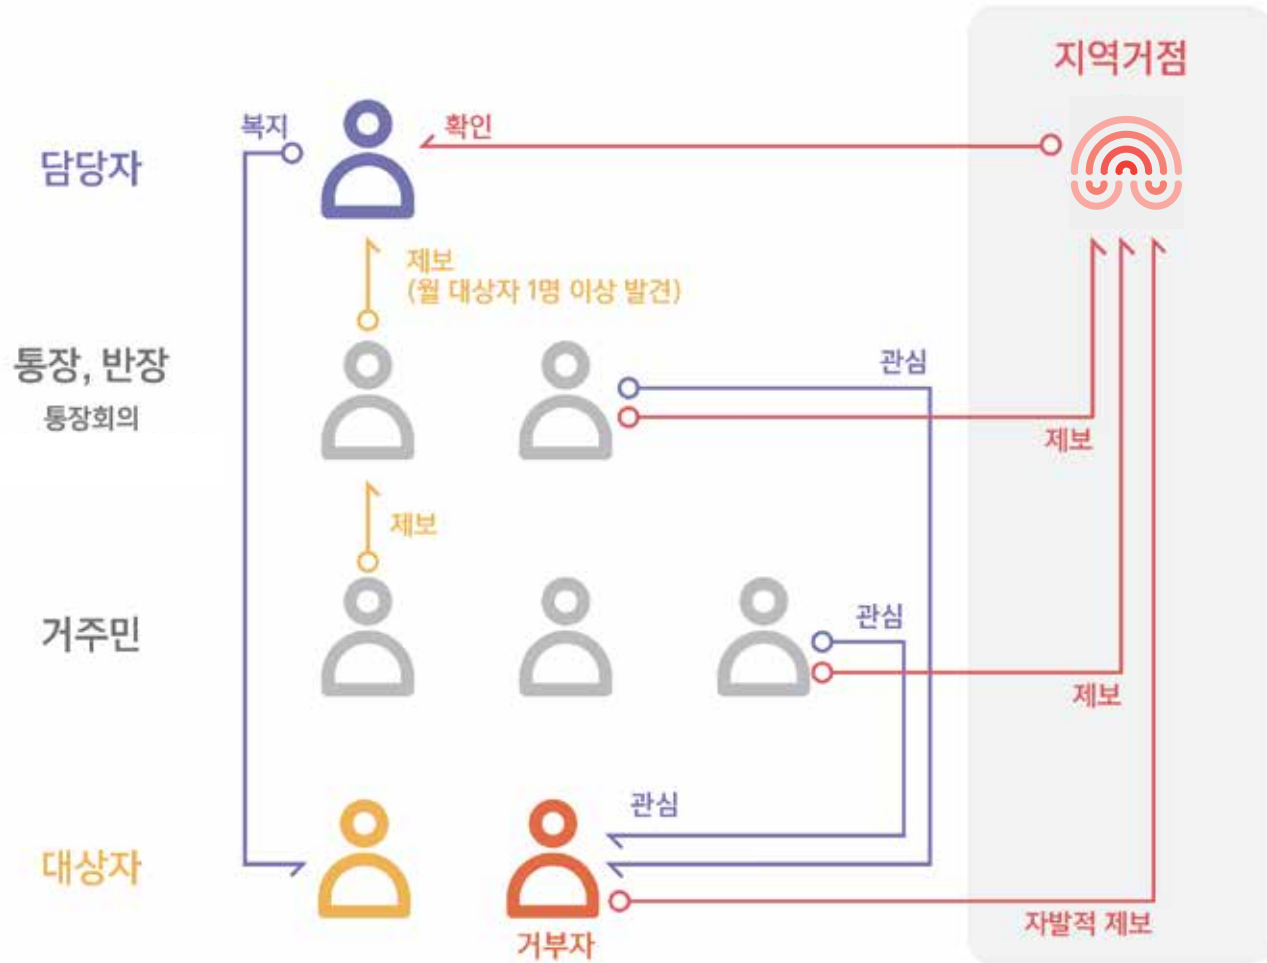 지역거점
복지
확인
담당자
제보
(월 대상자 1명 이상 발견)
통장, 반장
통장회의
관심
제보
제보
거주민
관심
제보
관심
대상자
자발적 제보
거부자